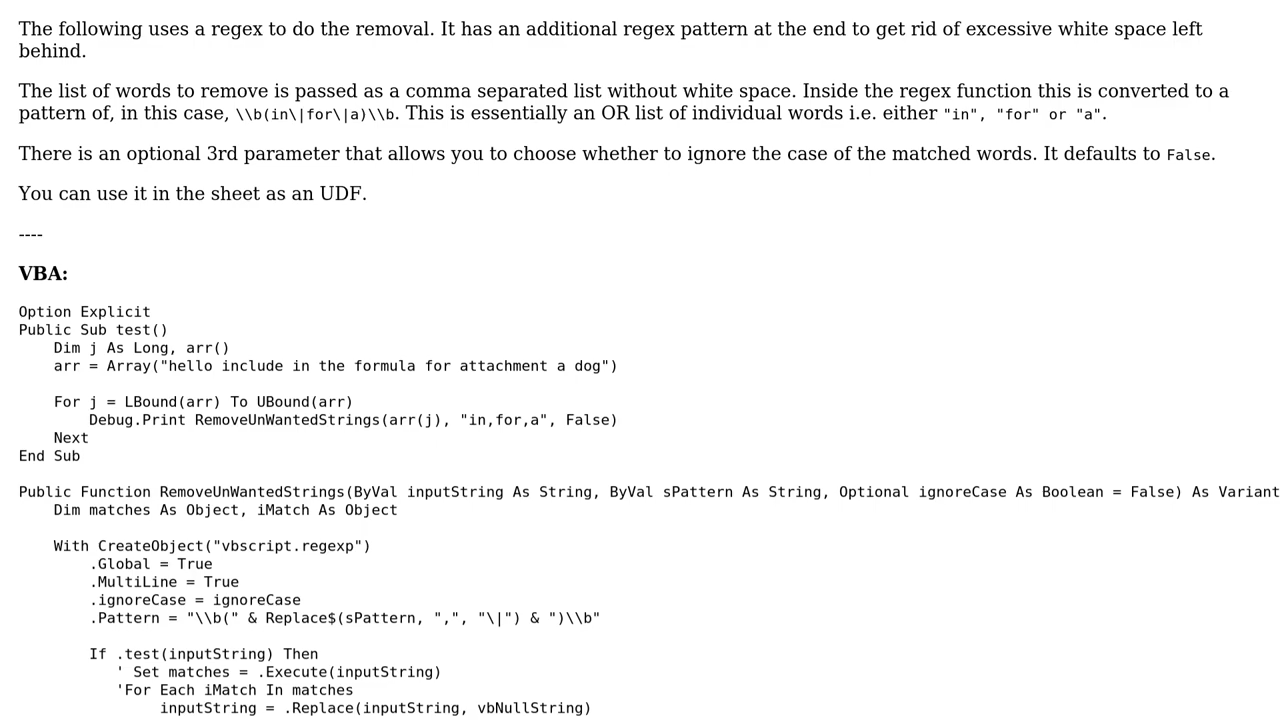 The following uses a regex to do the removal. It has an additional regex pattern at the end to get rid of excessive white space left
behind.
The list of words to remove is passed as a comma separated list without white space. Inside the regex function this is converted to a
pattern of, in this case, \\b(in\|for\|a)\\b. This is essentially an OR list of individual words i.e. either "in", "for" or "a".
There is an optional 3rd parameter that allows you to choose whether to ignore the case of the matched words. It defaults to False.
You can use it in the sheet as an UDF.
----
VBA:
Option Explicit
Public Sub test()
    Dim j As Long, arr()
    arr = Array("hello include in the formula for attachment a dog")
    For j = LBound(arr) To UBound(arr)
        Debug.Print RemoveUnWantedStrings(arr(j), "in,for,a", False)
    Next
End Sub
Public Function RemoveUnWantedStrings(ByVal inputString As String, ByVal sPattern As String, Optional ignoreCase As Boolean = False) As Variant
    Dim matches As Object, iMatch As Object
    With CreateObject("vbscript.regexp")
        .Global = True
        .MultiLine = True
        .ignoreCase = ignoreCase
        .Pattern = "\\b(" & Replace$(sPattern, ",", "\|") & ")\\b"
        If .test(inputString) Then
           ' Set matches = .Execute(inputString)
           'For Each iMatch In matches
                inputString = .Replace(inputString, vbNullString)